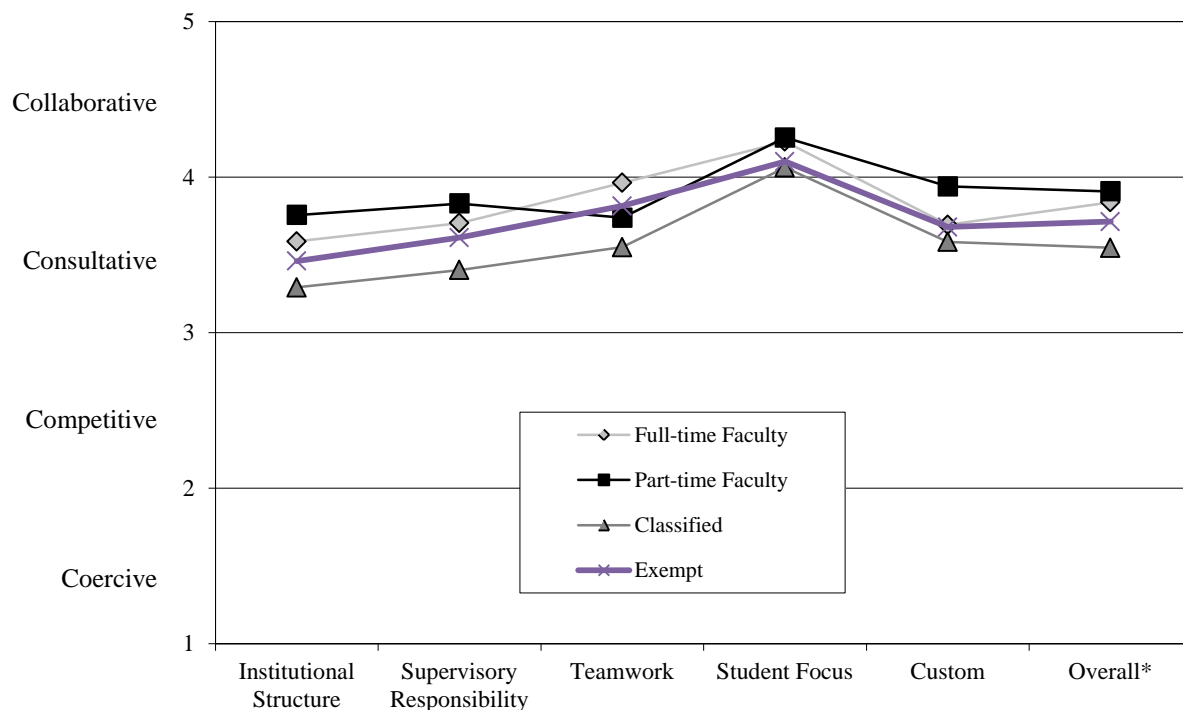 5
Collaborative
4
Consultative
3
Competitive
2
Coercive
1
Full-time Faculty
Part-time Faculty
Classified
Exempt
Institutional
Structure
Supervisory
Responsibility
Teamwork
Student Focus
Custom
Overall*